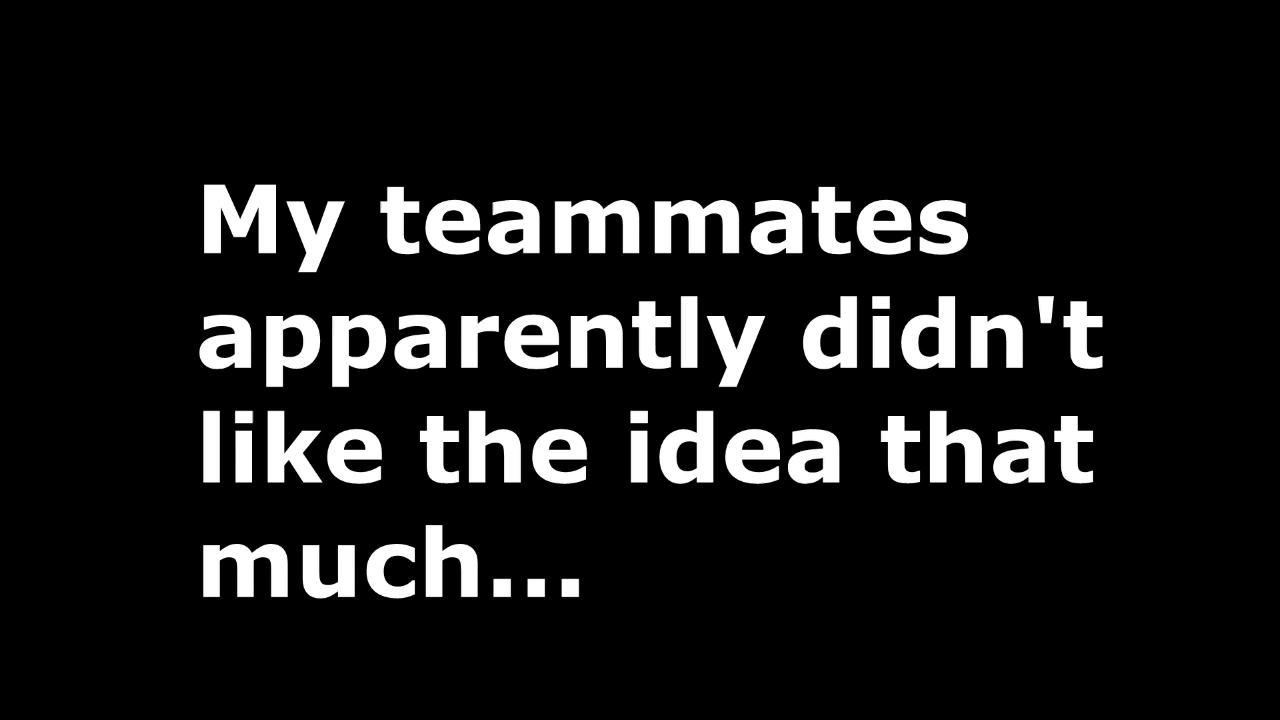 My teammates
apparently didn't
like the idea that
much...